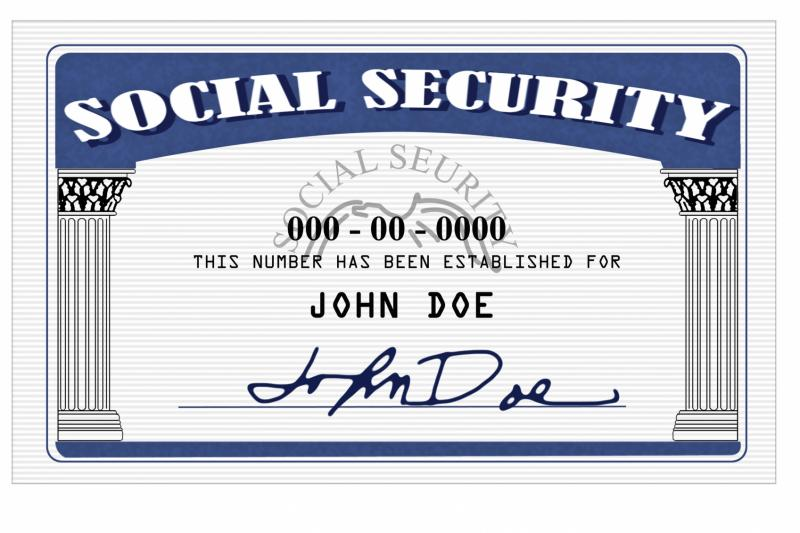 SOCIAL SECURITY
SOCIAL SEURITY
000 - 00 - 0000
THIS NUMBER HAS BEEN ESTABLISHED FOR
JOHN DOE
John Doe